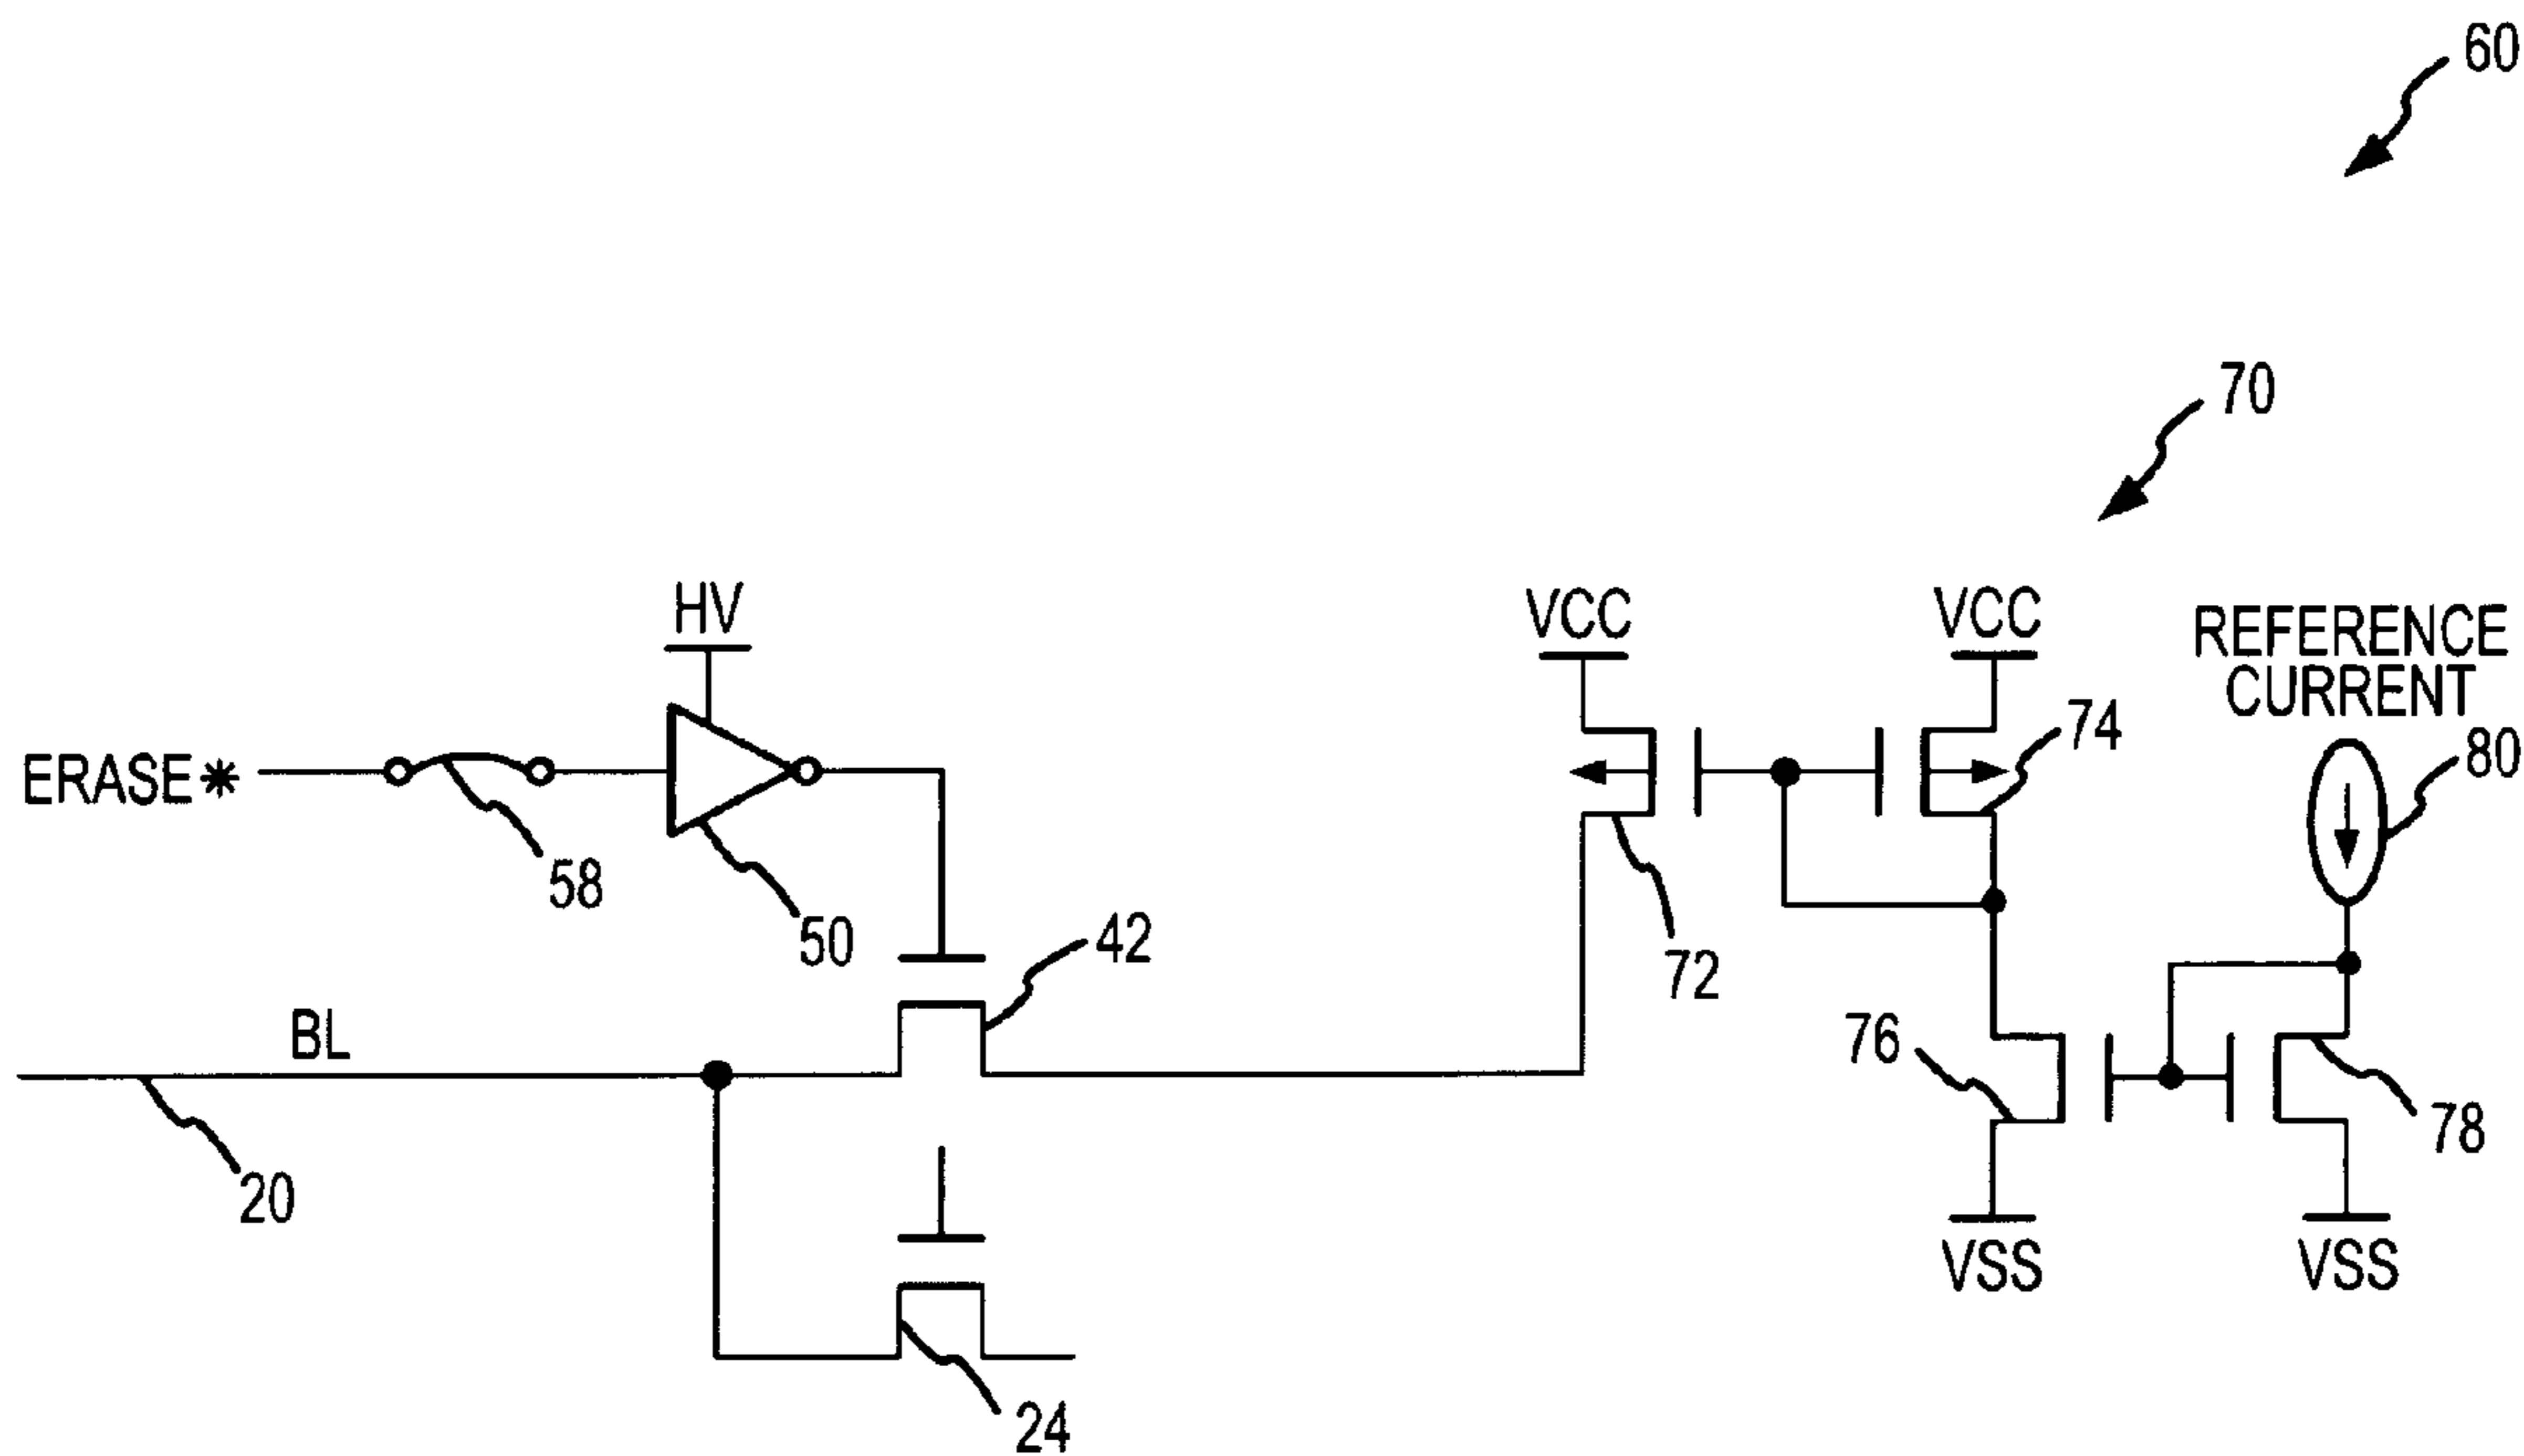 60
70
HV
VCC
VCC
REFERENCE
CURRENT
74
80
ERASE*
58
50
42
72
BL
76
78
20
VSS
VSS
24